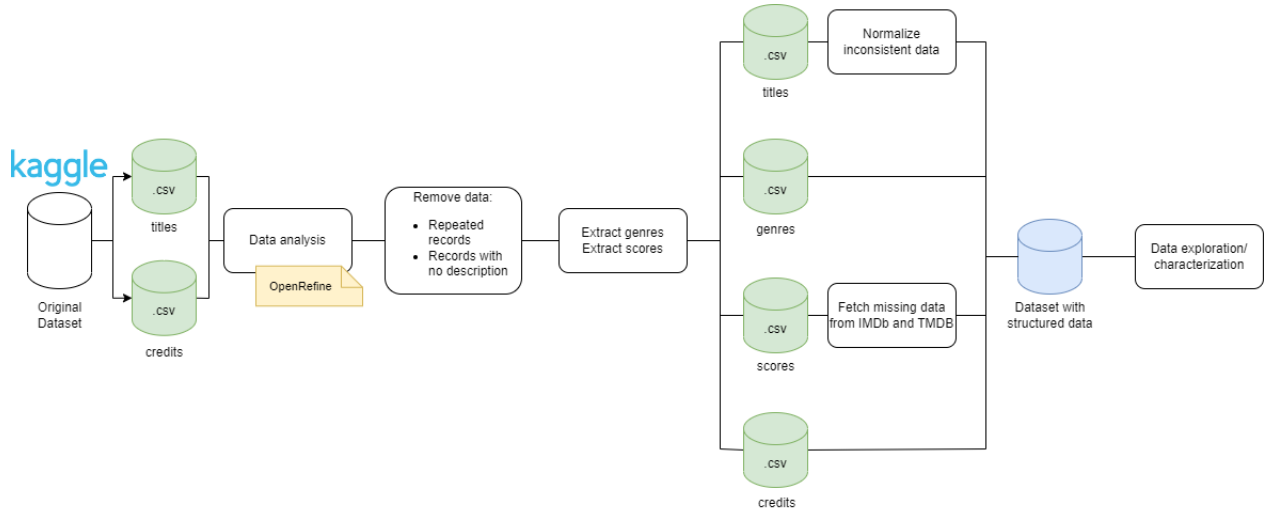 kaggle
Original
Dataset
.csv
titles
.csv
credits
Data analysis
OpenRefine
Remove data:
• Repeated
records
• Records with
no description
Extract genres
Extract scores
.csv
titles
Normalize
inconsistent data
.csv
genres
.csv
scores
Fetch missing data
from IMDb and TMDB
.csv
credits
Dataset with
structured data
Data exploration/
characterization